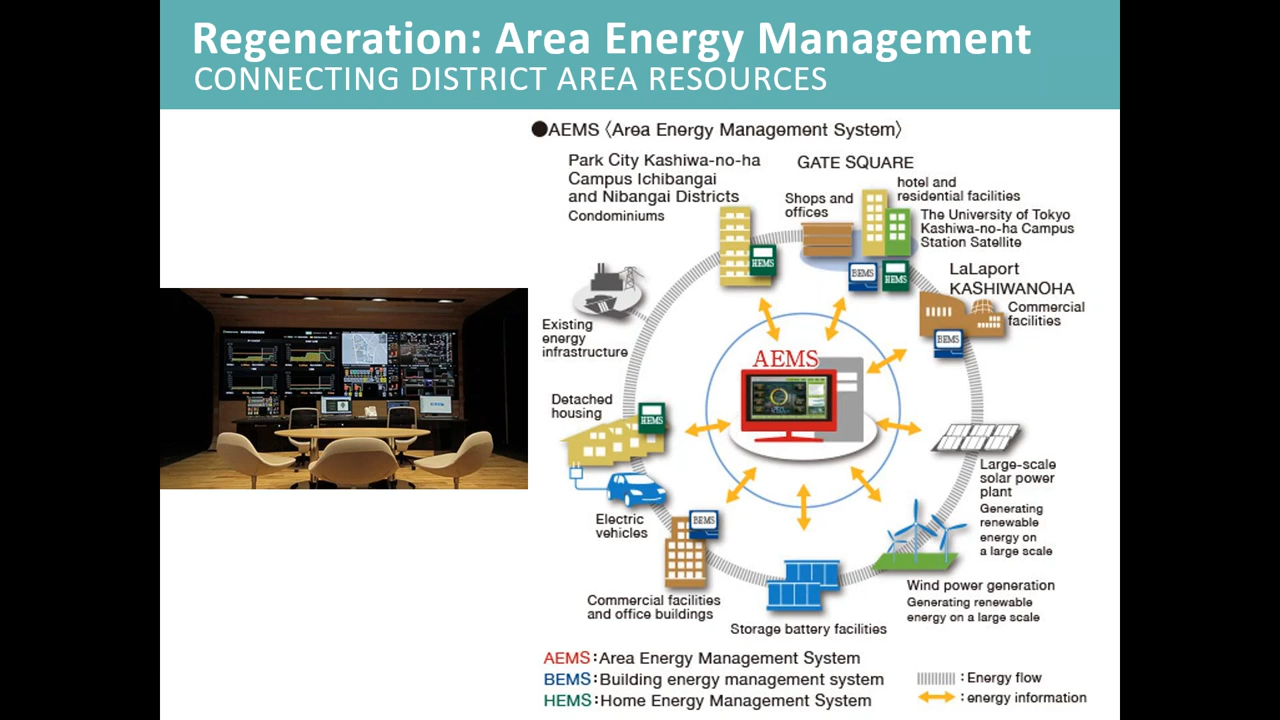 Regeneration: Area Energy Management
CONNECTING DISTRICT AREA RESOURCES
●AEMS〈Area Energy Management System〉
Park City Kashiwa-no-ha
Campus Ichibangai
and Nibangai Districts
Condominiums
HEMS
GATE SQUARE
Shops and
offices
hotel and
residential facilities
The University of Tokyo
Kashiwa-no-ha Campus
Station Satellite
BEMS
HEMS
LaLaport
KASHIWANOHA
Commercial
facilities
BEMS
Existing
energy
infrastructure
AEMS
Detached
housing
HEMS
Large-scale
solar power
plant
Generating
renewable
energy on
a large scale
Electric
vehicles
BEMS
Commercial facilities
and office buildings
Wind power generation
Generating renewable
energy on a large scale
Storage battery facilities
AEMS:Area Energy Management System
BEMS:Building energy management system
HEMS:Home Energy Management System
: Energy flow
: energy information